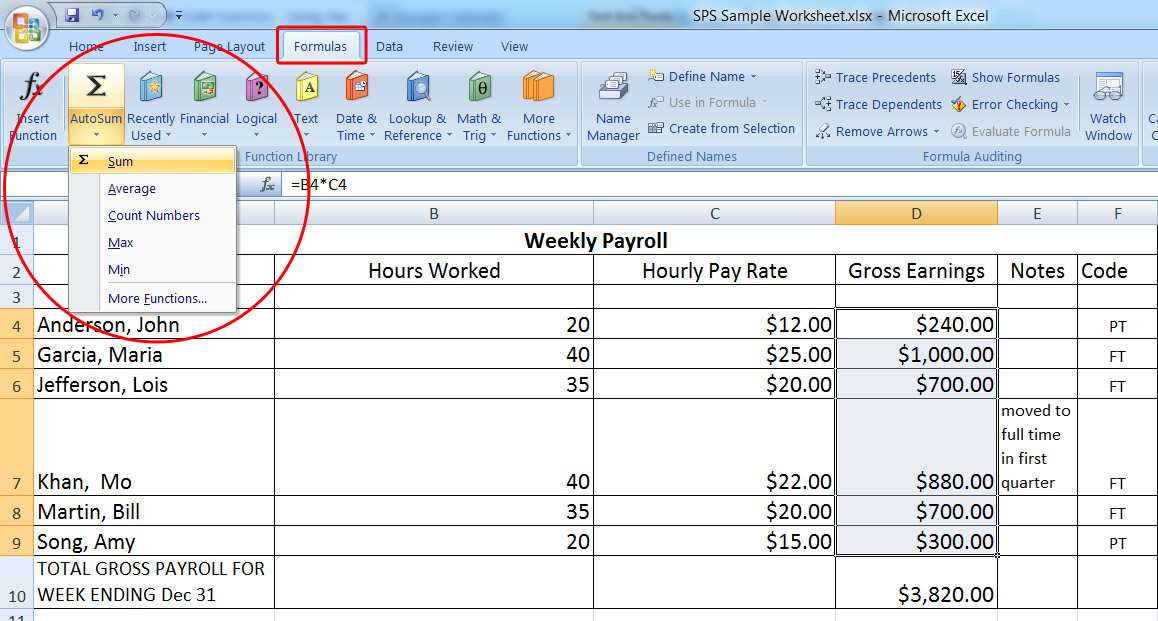 SPS Sample Worksheet.xlsx - Microsoft Excel
Home Insert Page Layout Formulas Data Review View
Insert Function
AutoSum
Recently Used
Financial
Logical
Text
Date & Time
Lookup & Reference
Math & Trig
More Functions
Function Library
Name Manager
Define Name
Use in Formula
Create from Selection
Defined Names
Trace Precedents
Trace Dependents
Remove Arrows
Show Formulas
Error Checking
Evaluate Formula
Formula Auditing
Watch Window
Σ Sum
Average
Count Numbers
Max
Min
More Functions...
fx =B4*C4
B C D E F
1 Weekly Payroll
2 Hours Worked Hourly Pay Rate Gross Earnings Notes Code
3
4 Anderson, John 20 $12.00 $240.00 PT
5 Garcia, Maria 40 $25.00 $1,000.00 FT
6 Jefferson, Lois 35 $20.00 $700.00 FT
moved to
full time
in first
7 Khan, Mo 40 $22.00 $880.00 quarter FT
8 Martin, Bill 35 $20.00 $700.00 FT
9 Song, Amy 20 $15.00 $300.00 PT
TOTAL GROSS PAYROLL FOR
10 WEEK ENDING Dec 31 $3,820.00
11